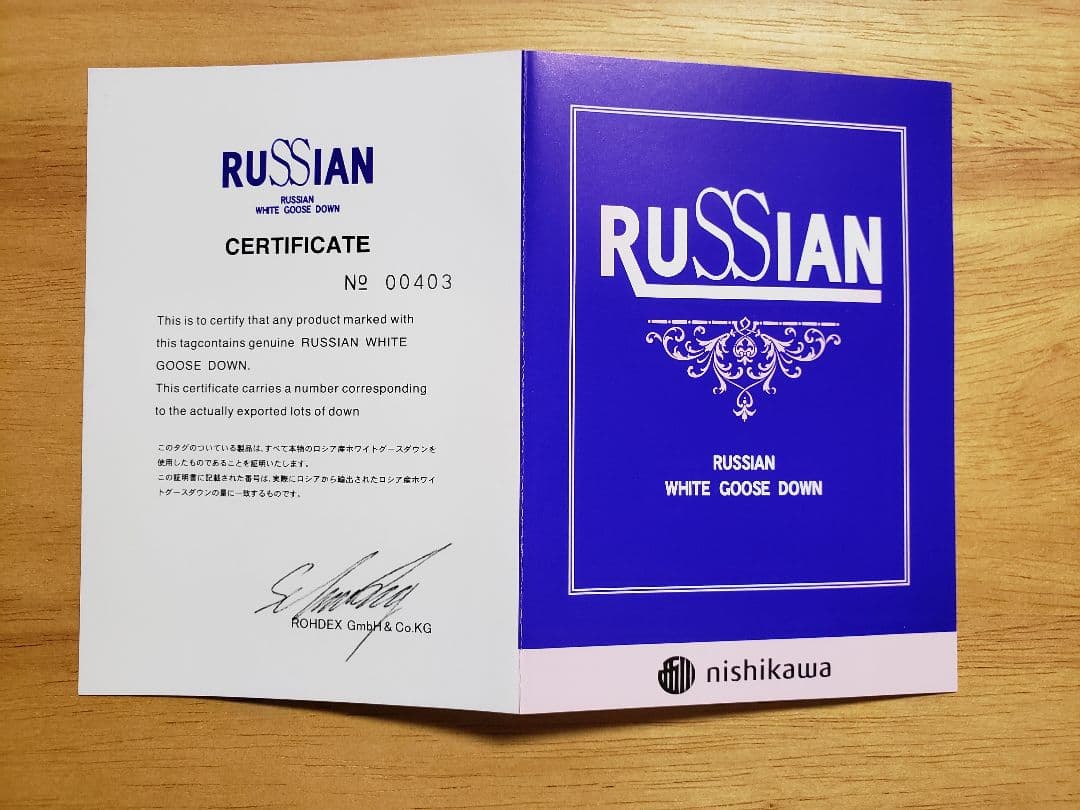 RUSSIAN
RUSSIAN
WHITE GOOSE DOWN
CERTIFICATE
Nº 00403
This is to certify that any product marked with
this tagcontains genuine RUSSIAN WHITE
GOOSE DOWN.
This certificate carries a number corresponding
to the actually exported lots of down
このタグのついている製品は、すべて本物のロシア産ホワイトグースダウンを
使用したものであることを証明いたします。
この証明書に記載された番号は、実際にロシアから輸出されたロシア産ホワイ
トグースダウンの量に一致するものです。
ROHDEX GmbH & Co.KG
RUSSIAN
RUSSIAN
WHITE GOOSE DOWN
nishikawa